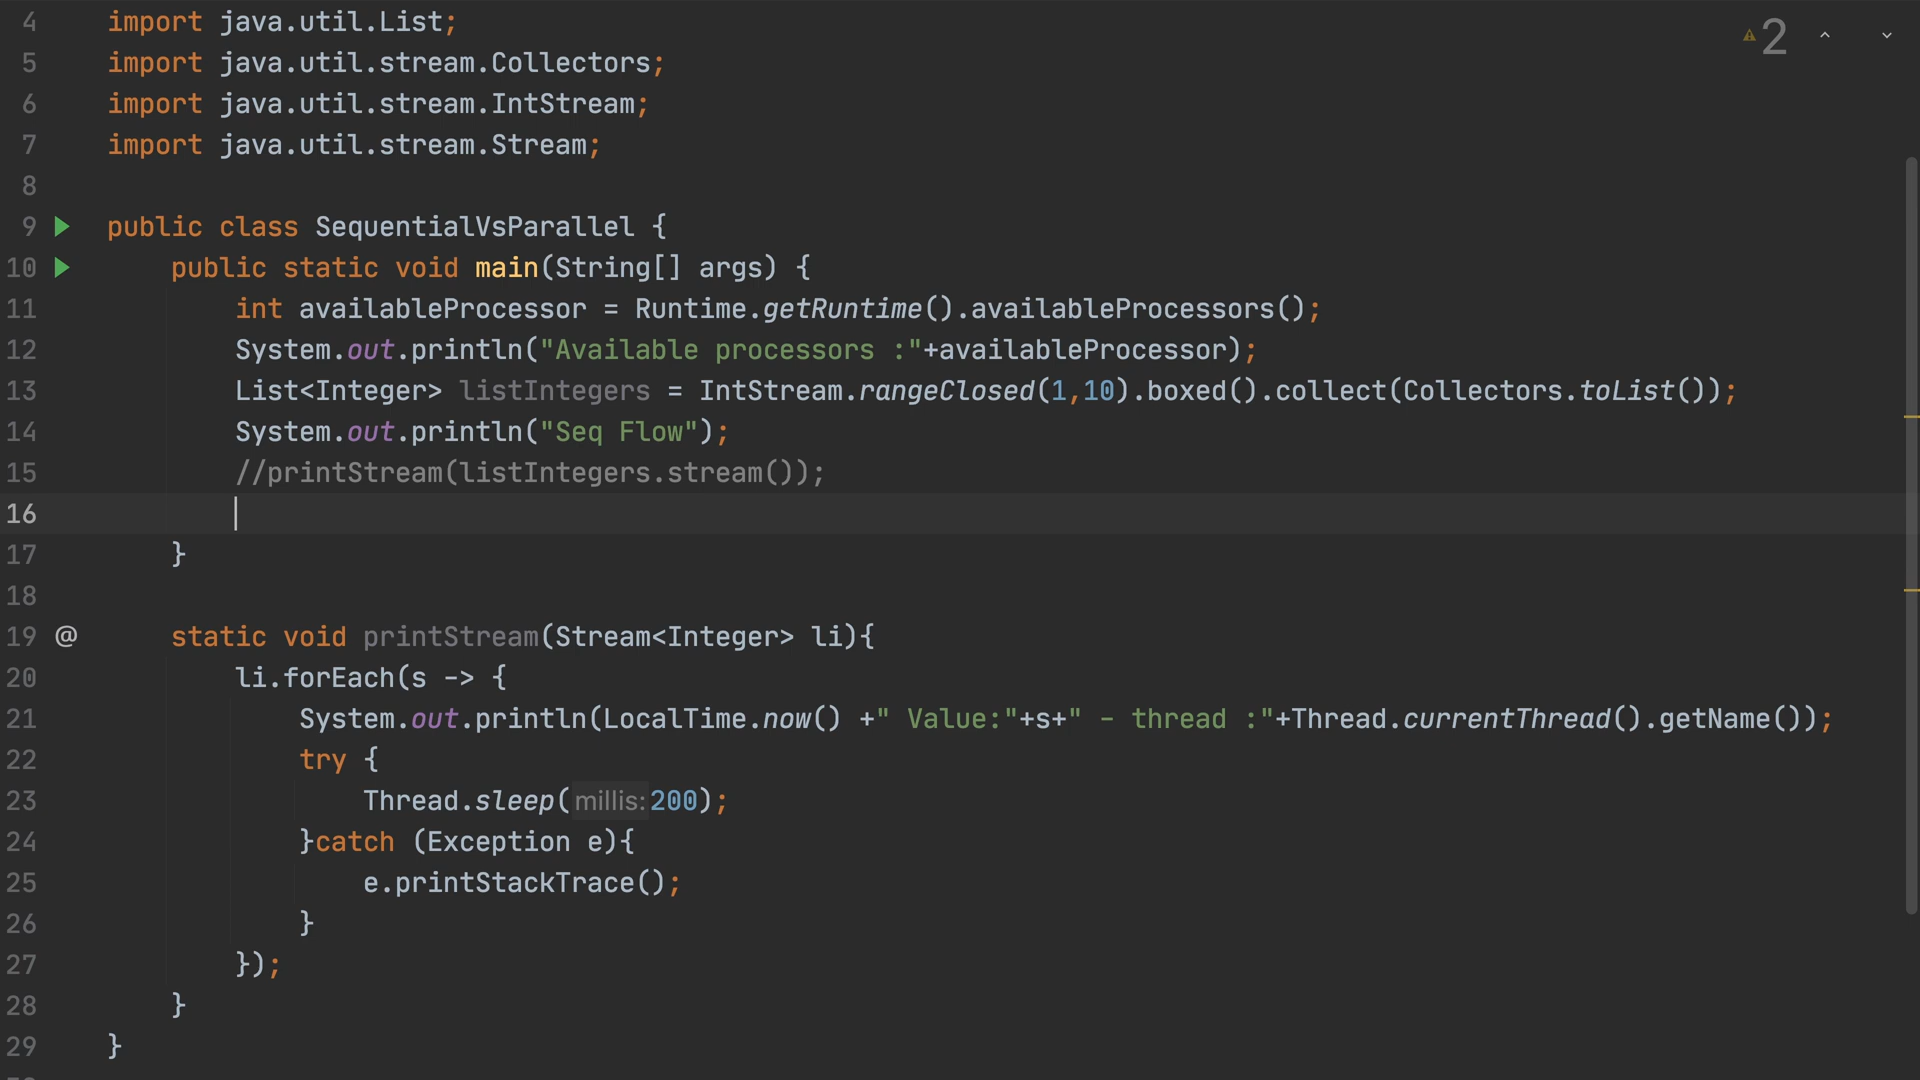 4 import java.util.List;
2
5 import java.util.stream.Collectors;
6 import java.util.stream.IntStream;
7 import java.util.stream.Stream;
8
9 public class SequentialVsParallel {
10 public static void main(String[] args) {
11 int availableProcessor = Runtime.getRuntime().availableProcessors();
12 System.out.println("Available processors :"+availableProcessor);
13 List<Integer> listIntegers = IntStream.rangeClosed(1,10).boxed().collect(Collectors.toList());
14 System.out.println("Seq Flow");
15 //printStream(listIntegers.stream());
16
17 }
18
19 @ static void printStream(Stream<Integer> li){
20 li.forEach(s -> {
21 System.out.println(LocalTime.now() +" Value:"+s+" - thread :"+Thread.currentThread().getName());
22 try {
23 Thread.sleep( millis: 200);
24 }catch (Exception e){
25 e.printStackTrace();
26 }
27 });
28 }
29 }